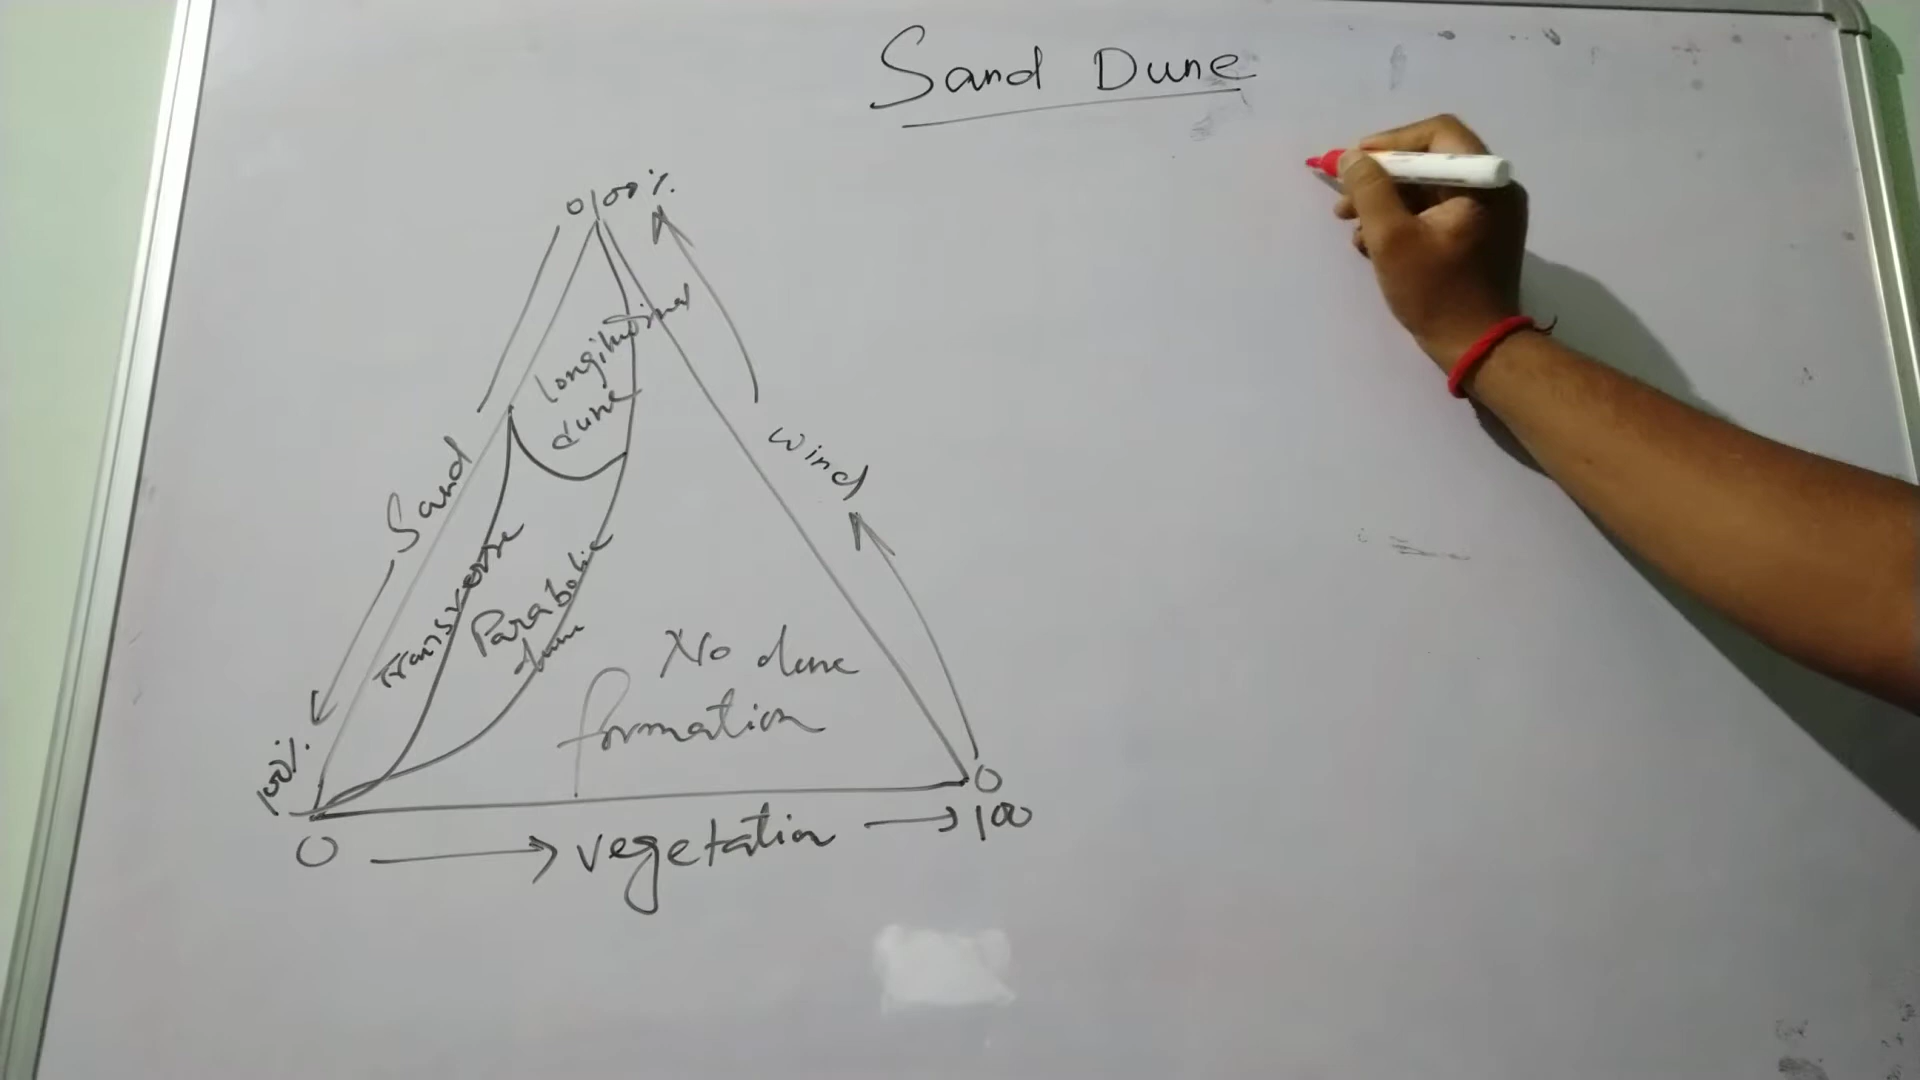 Sand Dune
0 100%
Longitudinal
dune
Sand
Wind
Transverse
Parabolic
dune
No dune
formation
100%
0
0
vegetation
100